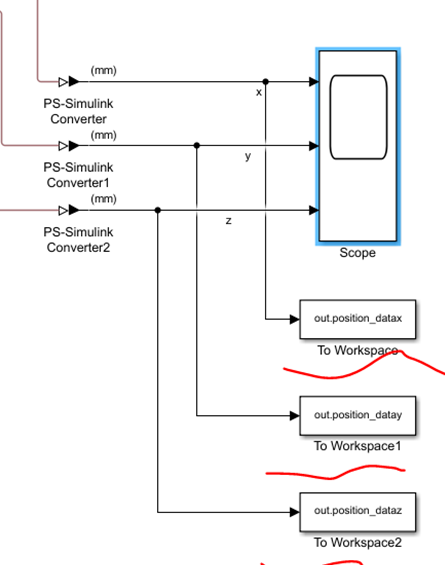 (mm)
x
PS-Simulink
Converter
(mm)
y
PS-Simulink
Converter1
(mm)
z
PS-Simulink
Converter2
Scope
out.position_datax
To Workspace
out.position_datay
To Workspace1
out.position_dataz
To Workspace2